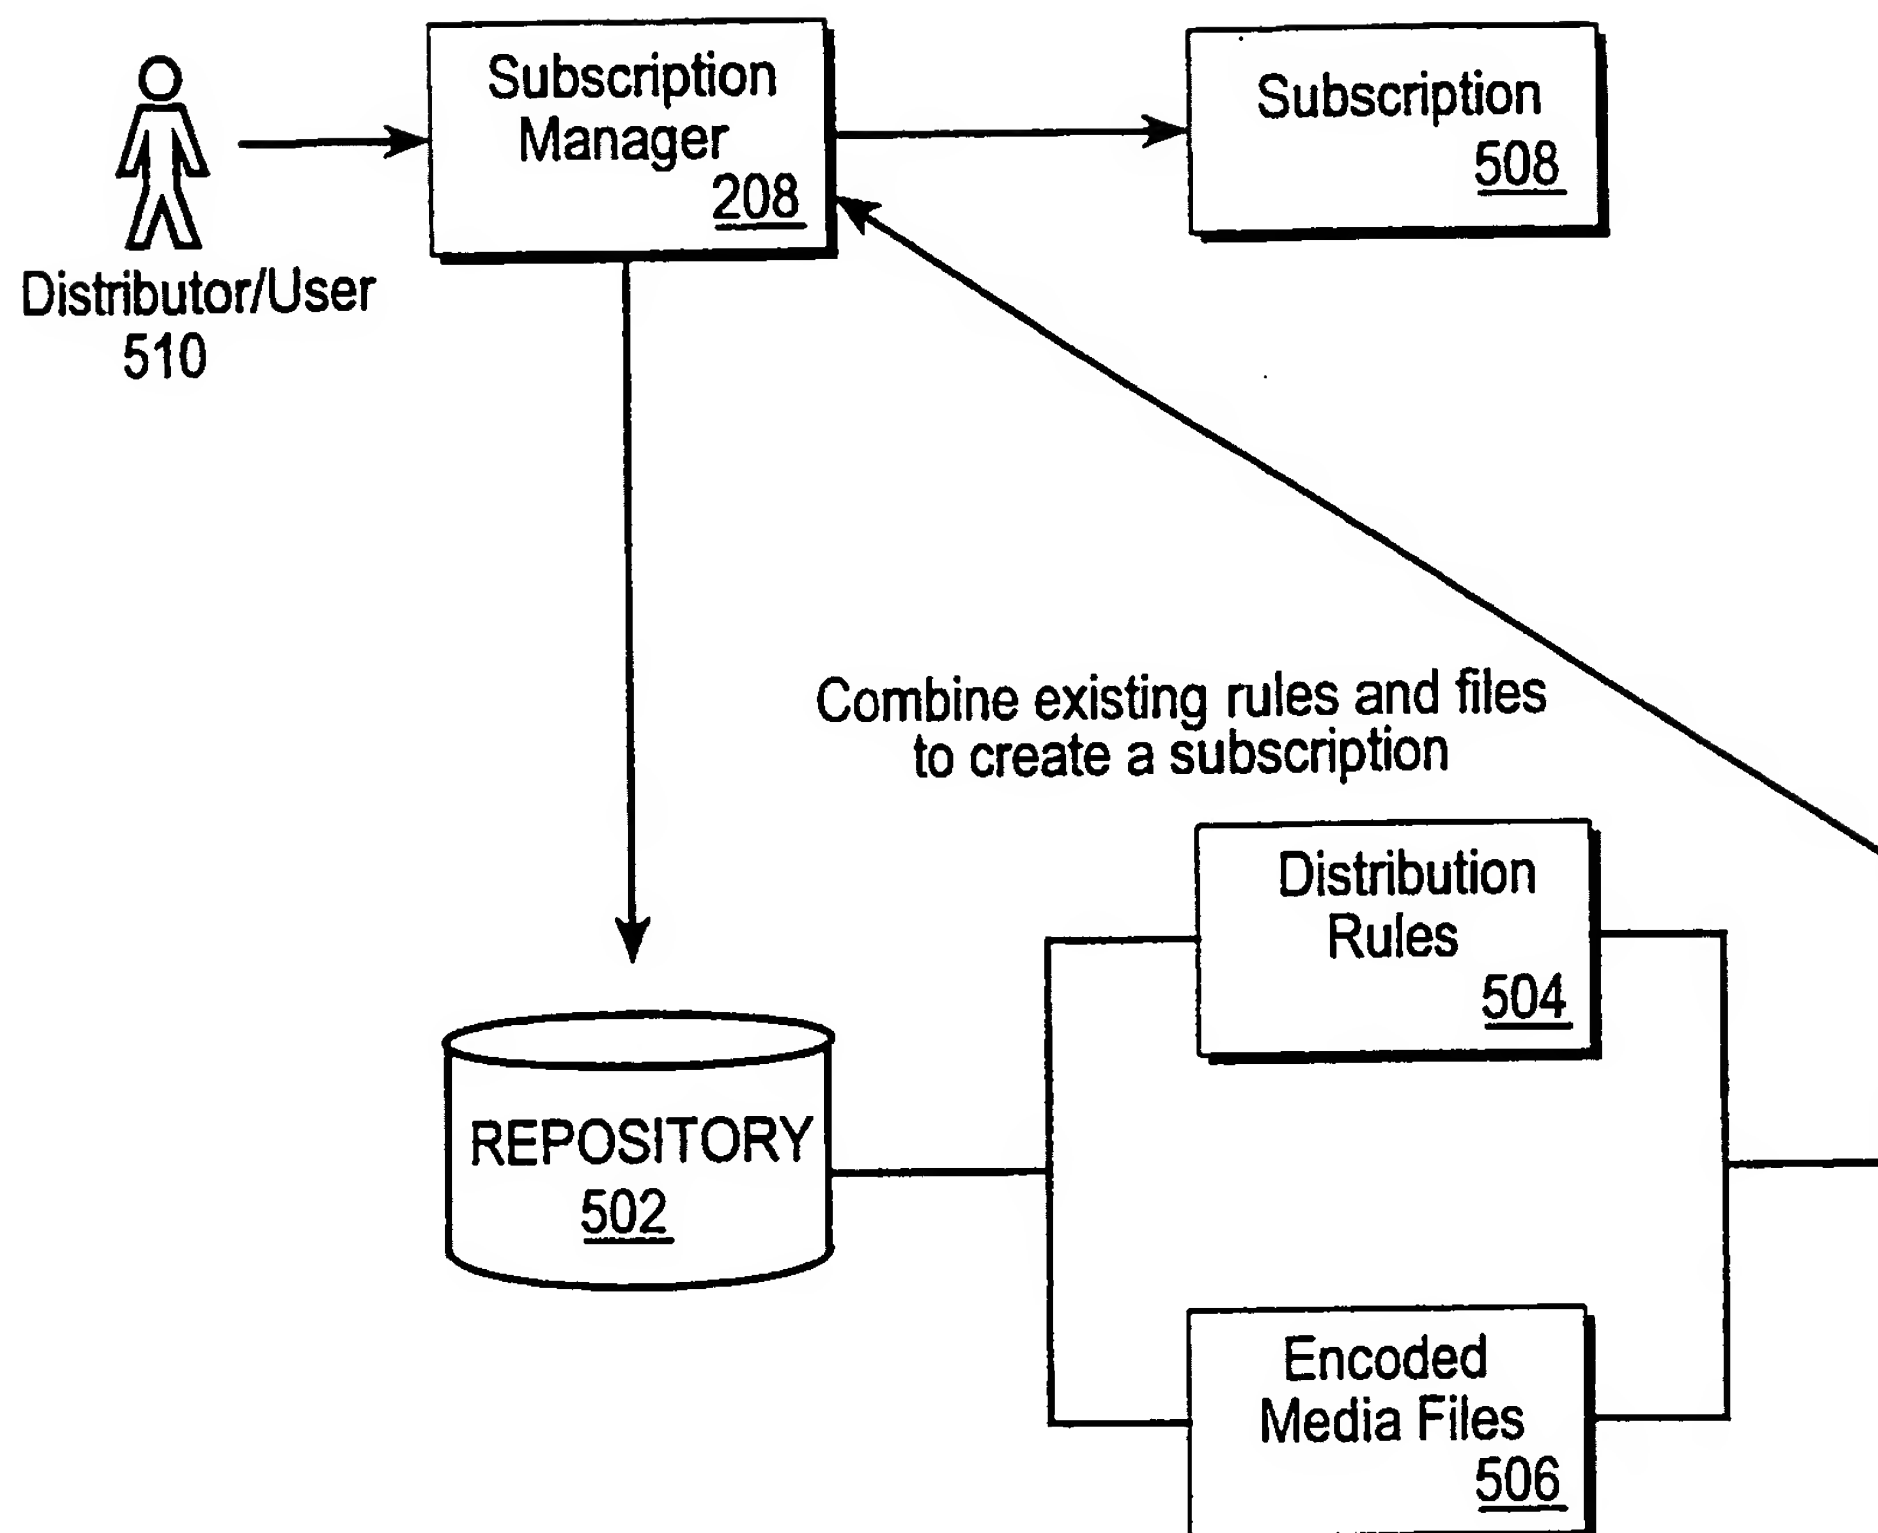 Subscription
Manager
208
Subscription
508
Distributor/User
510
Combine existing rules and files
to create a subscription
Distribution
Rules
504
REPOSITORY
502
Encoded
Media Files
506